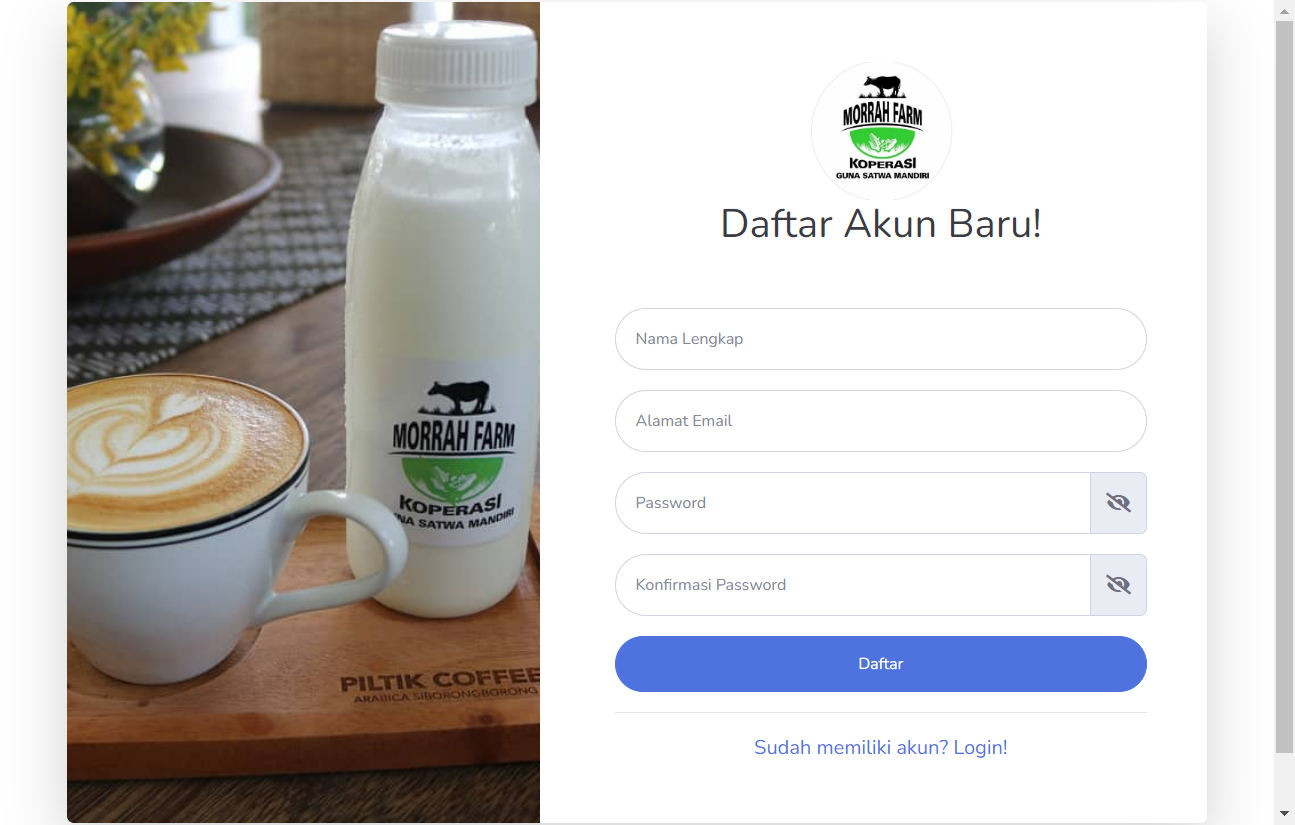 MORRAH FARM
KOPERASI
GUNA SATWA MANDIRI
Daftar Akun Baru!
Nama Lengkap
Alamat Email
Password
Konfirmasi Password
Daftar
Sudah memiliki akun? Login!
MORRAH FARM
KOPERASI
NA SATWA MANDIRI
PILTIK COFFEE
ARABICA SIBORONGBORONG